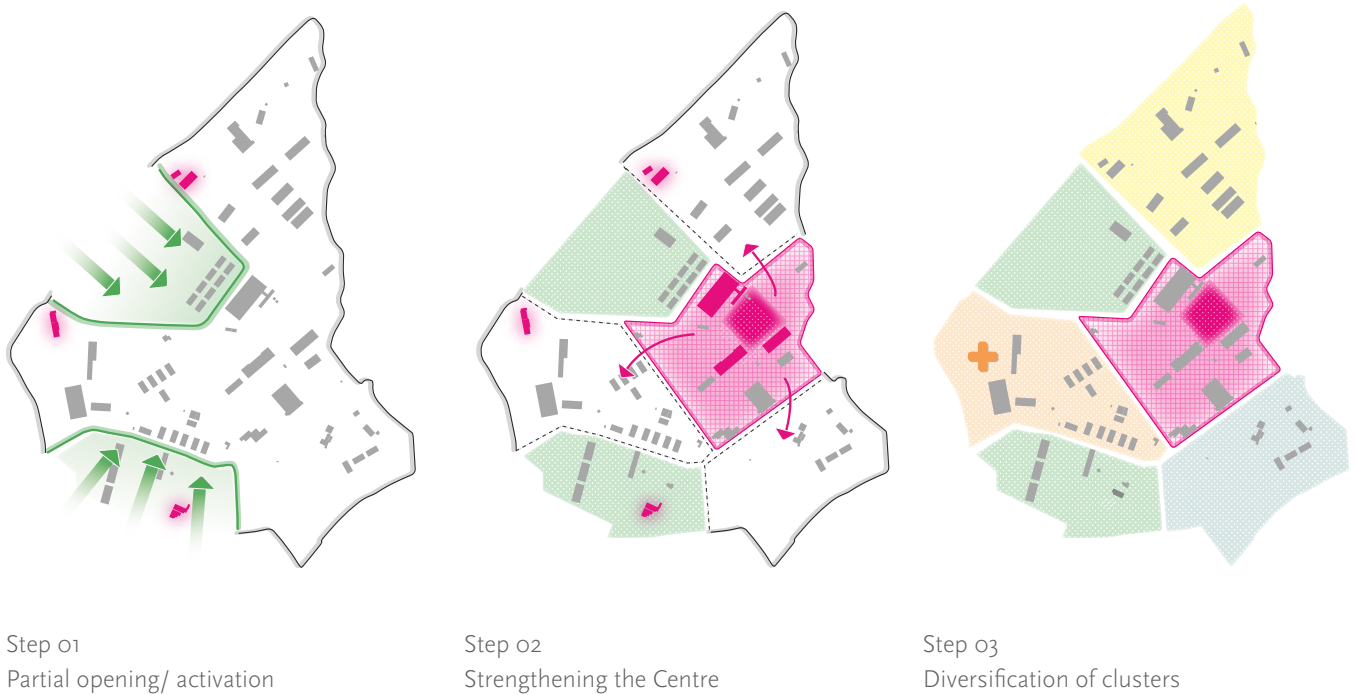 Step 01
Partial opening/ activation
Step 02
Strengthening the Centre
Step 03
Diversification of clusters